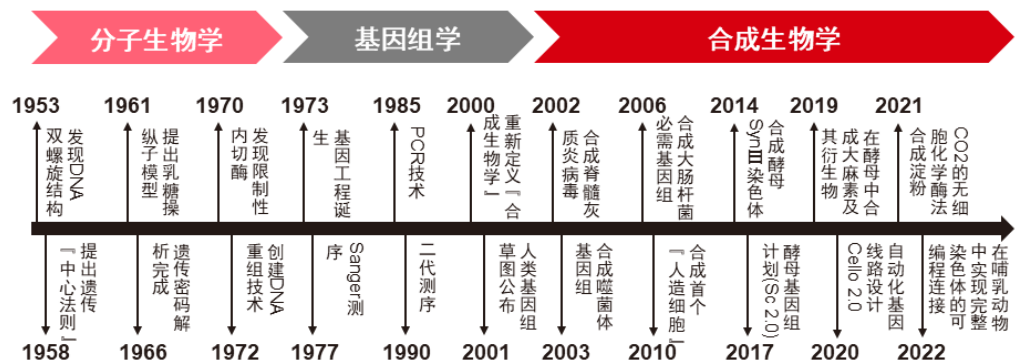 分子生物学
基因组学
合成生物学
1953
1961
1970
1973
1985
2000
2002
2006
2014
2019
2021
发现DNA
双螺旋结构
提出乳糖操
纵子模型
发现限制性
内切酶
基因工程诞
生
PCR技术
重新定义『合
成生物学』
合成脊髓灰
质炎病毒
合成大肠杆菌
必需基因组
合成酵母
SynⅢ染色体
在酵母中合
成大麻素及
其衍生物
CO2的无细
胞化学酶法
合成淀粉
提出遗传
『中心法则』
遗传密码解
析完成
创建DNA
重组技术
Sanger测
序
二代测序
人类基因组
草图公布
合成噬菌体
基因组
合成首个
『人造细胞』
酵母基因组
计划(Sc 2.0)
自动化基因
线路设计
Cello 2.0
在哺乳动物
中实现完整
染色体的可
编程连接
1958
1966
1972
1977
1990
2001
2003
2010
2017
2020
2022